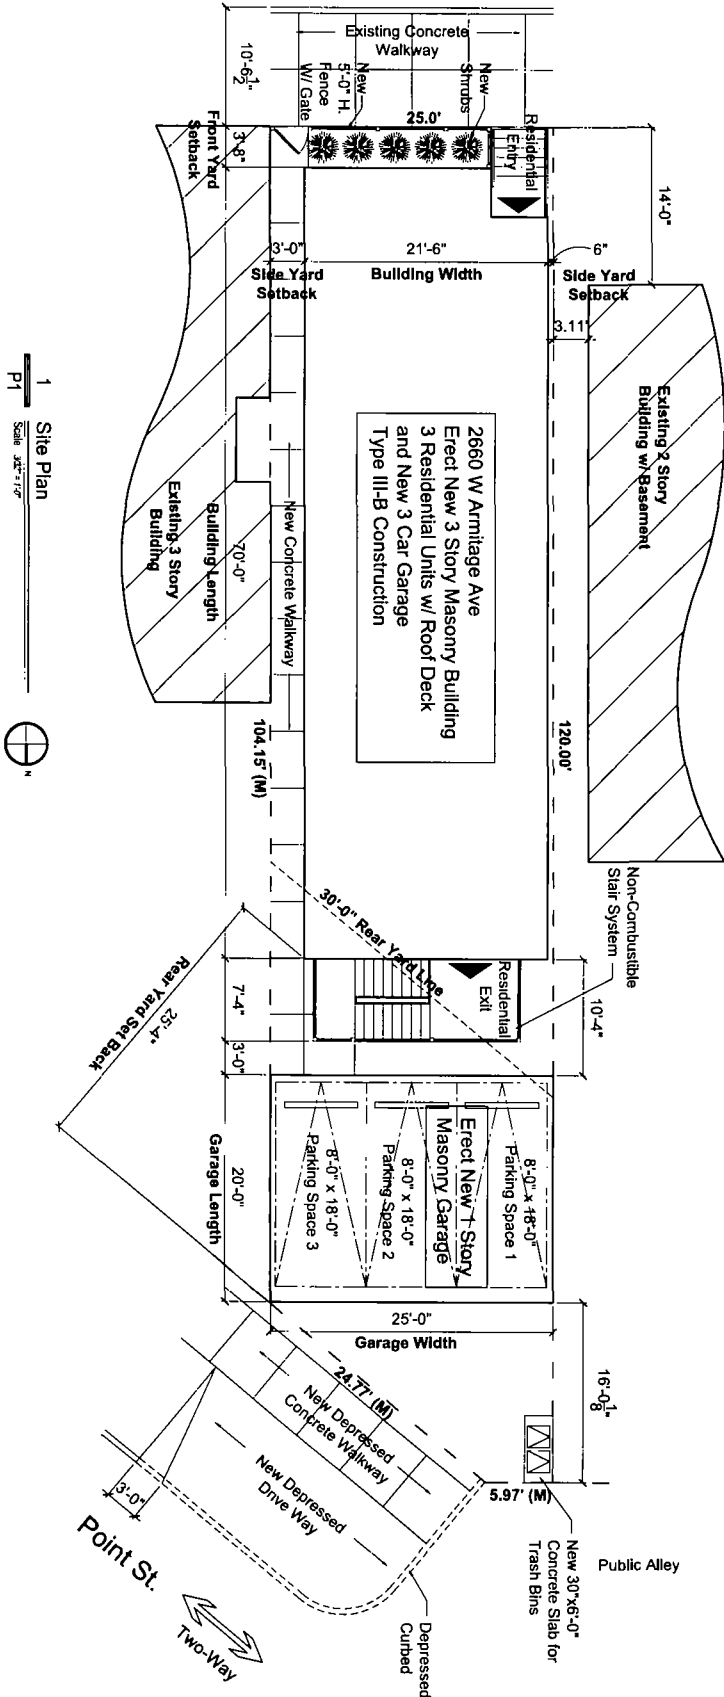 Existing Concrete
Walkway
10'-6 1/2"
New
5'-0" H.
Fence
W/ Gate
New
Shrubs
25.0'
Residential
Entry
Front Yard
Setback
3'-8"
14'-0"
3'-0"
Side Yard
Setback
21'-6"
Building Width
6"
Side Yard
Setback
3.11'
Existing 2 Story
Building w/ Basement
2660 W Armitage Ave
Erect New 3 Story Masonry Building
3 Residential Units w/ Roof Deck
and New 3 Car Garage
Type III-B Construction
New Concrete Walkway
70'-0"
Building Length
Existing 3 Story
Building
1
P1
Site Plan
Scale 3/32" = 1'-0"
N
104.15' (M)
120.00'
Non-Combustible
Stair System
30'-0" Rear Yard Line
Residential
Exit
10'-4"
7'-4"
3'-0"
25'-4"
Rear Yard Set Back
20'-0"
Garage Length
Erect New 1 Story
Masonry Garage
8'-0" x 18'-0"
Parking Space 1
8'-0" x 18'-0"
Parking Space 2
8'-0" x 18'-0"
Parking Space 3
25'-0"
Garage Width
16'-0 1/8"
24.77' (M)
New Depressed
Concrete Walkway
New Depressed
Drive Way
3'-0"
5.97' (M)
New 30"x6'-0"
Concrete Slab for
Trash Bins
Public Alley
Depressed
Curbed
Point St.
Two-Way